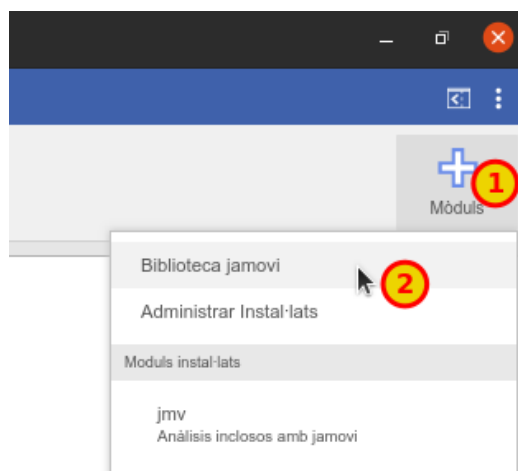 1
Mòduls
Biblioteca jamovi
2
Administrar Instal·lats
Moduls instal·lats
jmv
Anàlisis inclosos amb jamovi